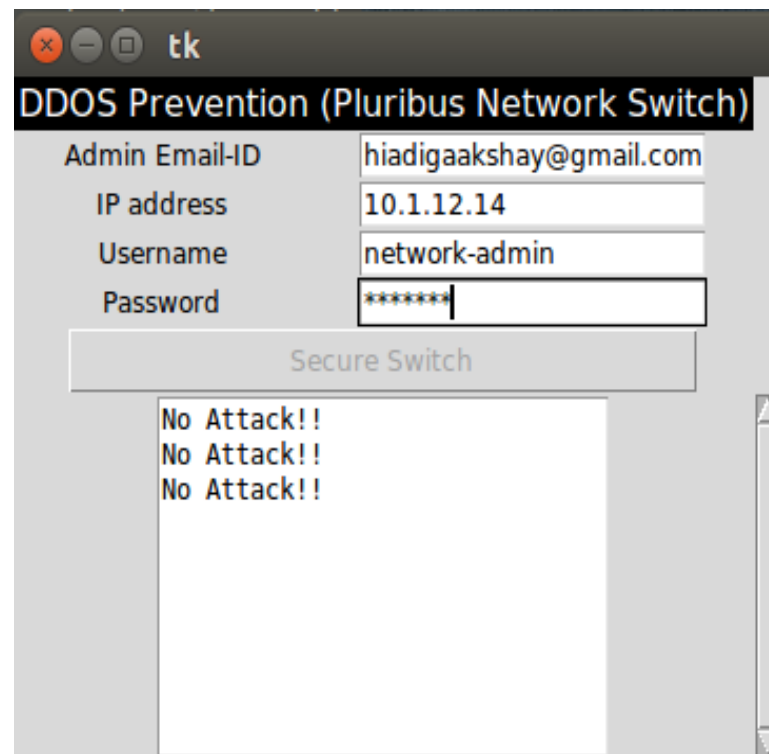 tk
DDOS Prevention (Pluribus Network Switch)
Admin Email-ID hiadigaakshay@gmail.com
IP address 10.1.12.14
Username network-admin
Password *******
Secure Switch
No Attack!!
No Attack!!
No Attack!!